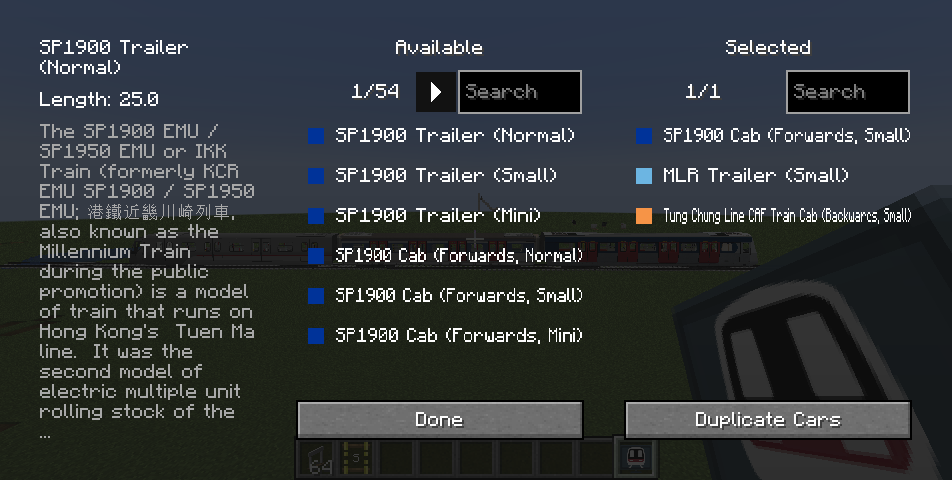 SP1900 Trailer
(Normal)
Length: 25.0
The SP1900 EMU /
SP1950 EMU or IKK
Train (formerly KCR
EMU SP1900 / SP1950
EMU; 港鐵近畿川崎列車,
also known as the
Millennium Train
during the public
promotion) is a model
of train that runs on
Hong Kong's  Tuen Ma
line.  It was the
second model of
electric multiple unit
rolling stock of the
...
Available
1/54
Search
SP1900 Trailer (Normal)
SP1900 Trailer (Small)
SP1900 Trailer (Mini)
SP1900 Cab (Forwards, Normal)
SP1900 Cab (Forwards, Small)
SP1900 Cab (Forwards, Mini)
Done
Selected
1/1
Search
SP1900 Cab (Forwards, Small)
MLR Trailer (Small)
Tung Chung Line CAF Train Cab (Backwards, Small)
Duplicate Cars
64
S